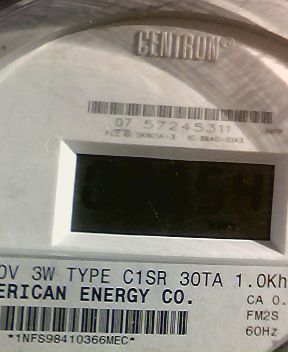 CENTRON®
07 57245311
0V 3W TYPE C1SR 30TA 1.0Kh
ERICAN ENERGY CO.
CA 0.
FM2S
*1NFS98410366MEC*
60Hz